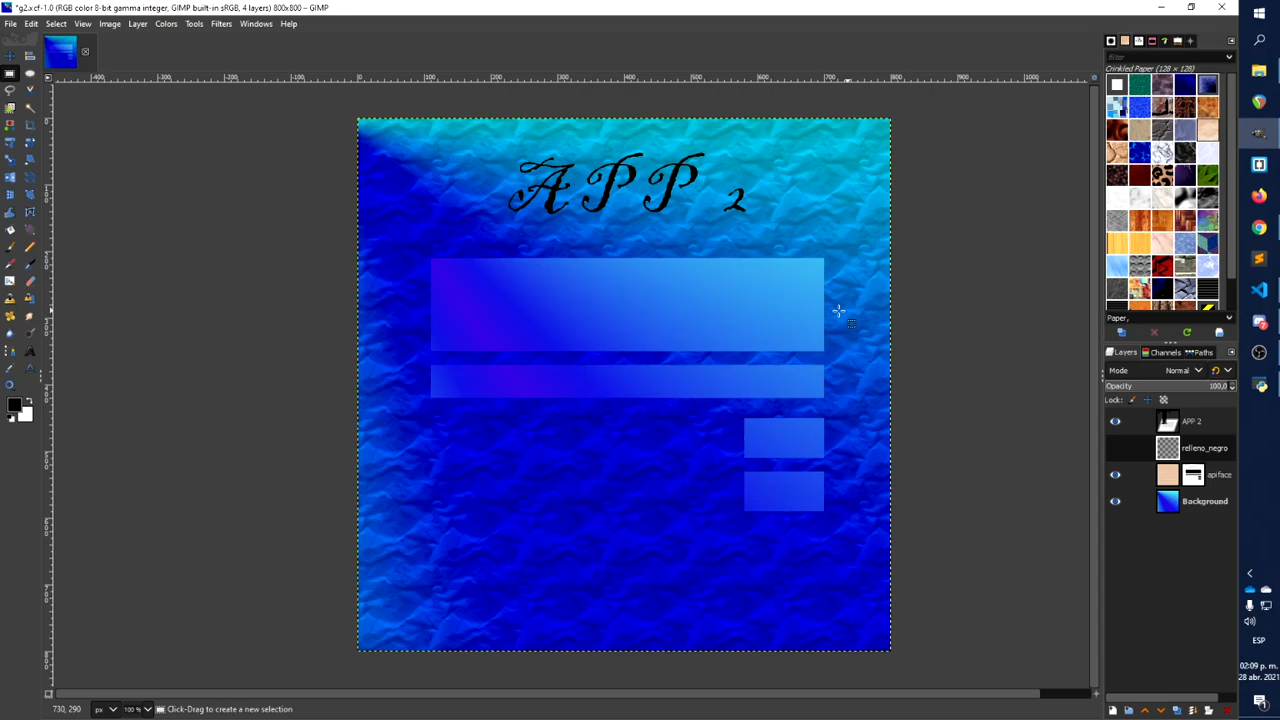 *g2.xcf-1.0 (RGB color 8-bit gamma integer, GIMP built-in sRGB, 4 layers) 800x800 – GIMP
File Edit Select View Image Layer Colors Tools Filters Windows Help
filter
Crinkled Paper (128 × 128)
APP 2
Paper,
Layers Channels Paths
Mode Normal
Opacity 100,0
Lock:
APP 2
relleno_negro
apiface
Background
ESP
02:09 p. m.
28 abr. 2021
730, 290 px 100 % Click-Drag to create a new selection